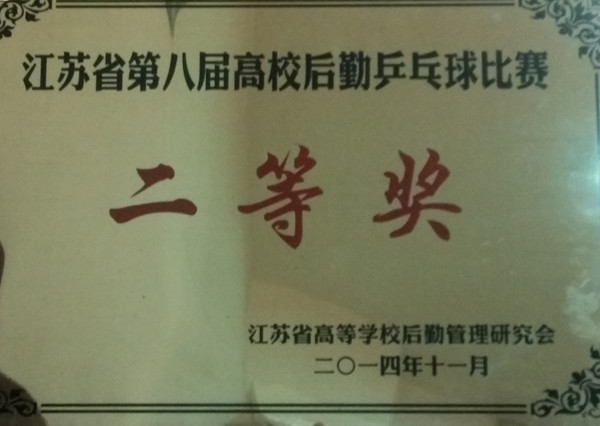 江苏省第八届高校后勤乒乓球比赛
二等奖
江苏省高等学校后勤管理研究会
二〇一四年十一月